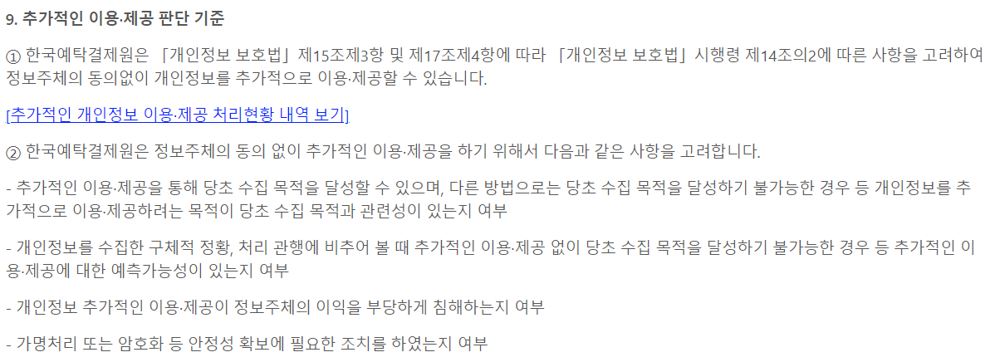 9. 추가적인 이용·제공 판단 기준
① 한국예탁결제원은 「개인정보 보호법」제15조제3항 및 제17조제4항에 따라 「개인정보 보호법」시행령 제14조의2에 따른 사항을 고려하여
정보주체의 동의없이 개인정보를 추가적으로 이용·제공할 수 있습니다.
[추가적인 개인정보 이용·제공 처리현황 내역 보기]
② 한국예탁결제원은 정보주체의 동의 없이 추가적인 이용·제공을 하기 위해서 다음과 같은 사항을 고려합니다.
- 추가적인 이용·제공을 통해 당초 수집 목적을 달성할 수 있으며, 다른 방법으로는 당초 수집 목적을 달성하기 불가능한 경우 등 개인정보를 추
가적으로 이용·제공하려는 목적이 당초 수집 목적과 관련성이 있는지 여부
- 개인정보를 수집한 구체적 정황, 처리 관행에 비추어 볼 때 추가적인 이용·제공 없이 당초 수집 목적을 달성하기 불가능한 경우 등 추가적인 이
용·제공에 대한 예측가능성이 있는지 여부
- 개인정보 추가적인 이용·제공이 정보주체의 이익을 부당하게 침해하는지 여부
- 가명처리 또는 암호화 등 안정성 확보에 필요한 조치를 하였는지 여부